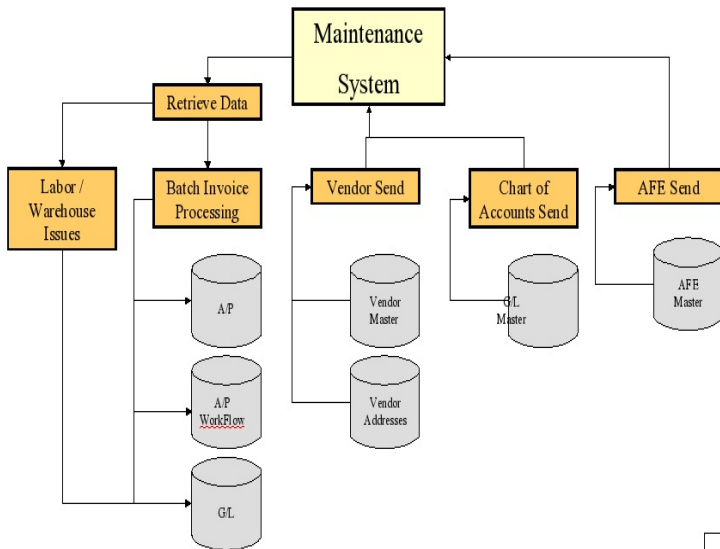 Maintenance
System
Retrieve Data
Labor /
Warehouse
Issues
Batch Invoice
Processing
Vendor Send
Chart of
Accounts Send
AFE Send
A/P
Vendor
Master
G/L
Master
AFE
Master
A/P
WorkFlow
Vendor
Addresses
G/L